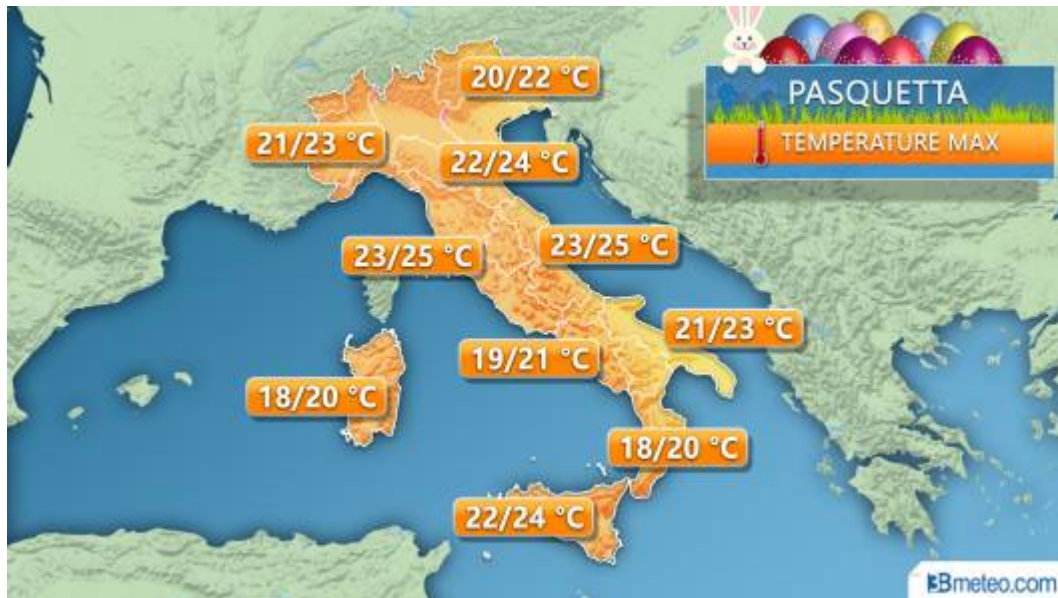 PASQUETTA
TEMPERATURE MAX
20/22 °C
21/23 °C
22/24 °C
23/25 °C
23/25 °C
21/23 °C
19/21 °C
18/20 °C
18/20 °C
22/24 °C
3Bmeteo.com